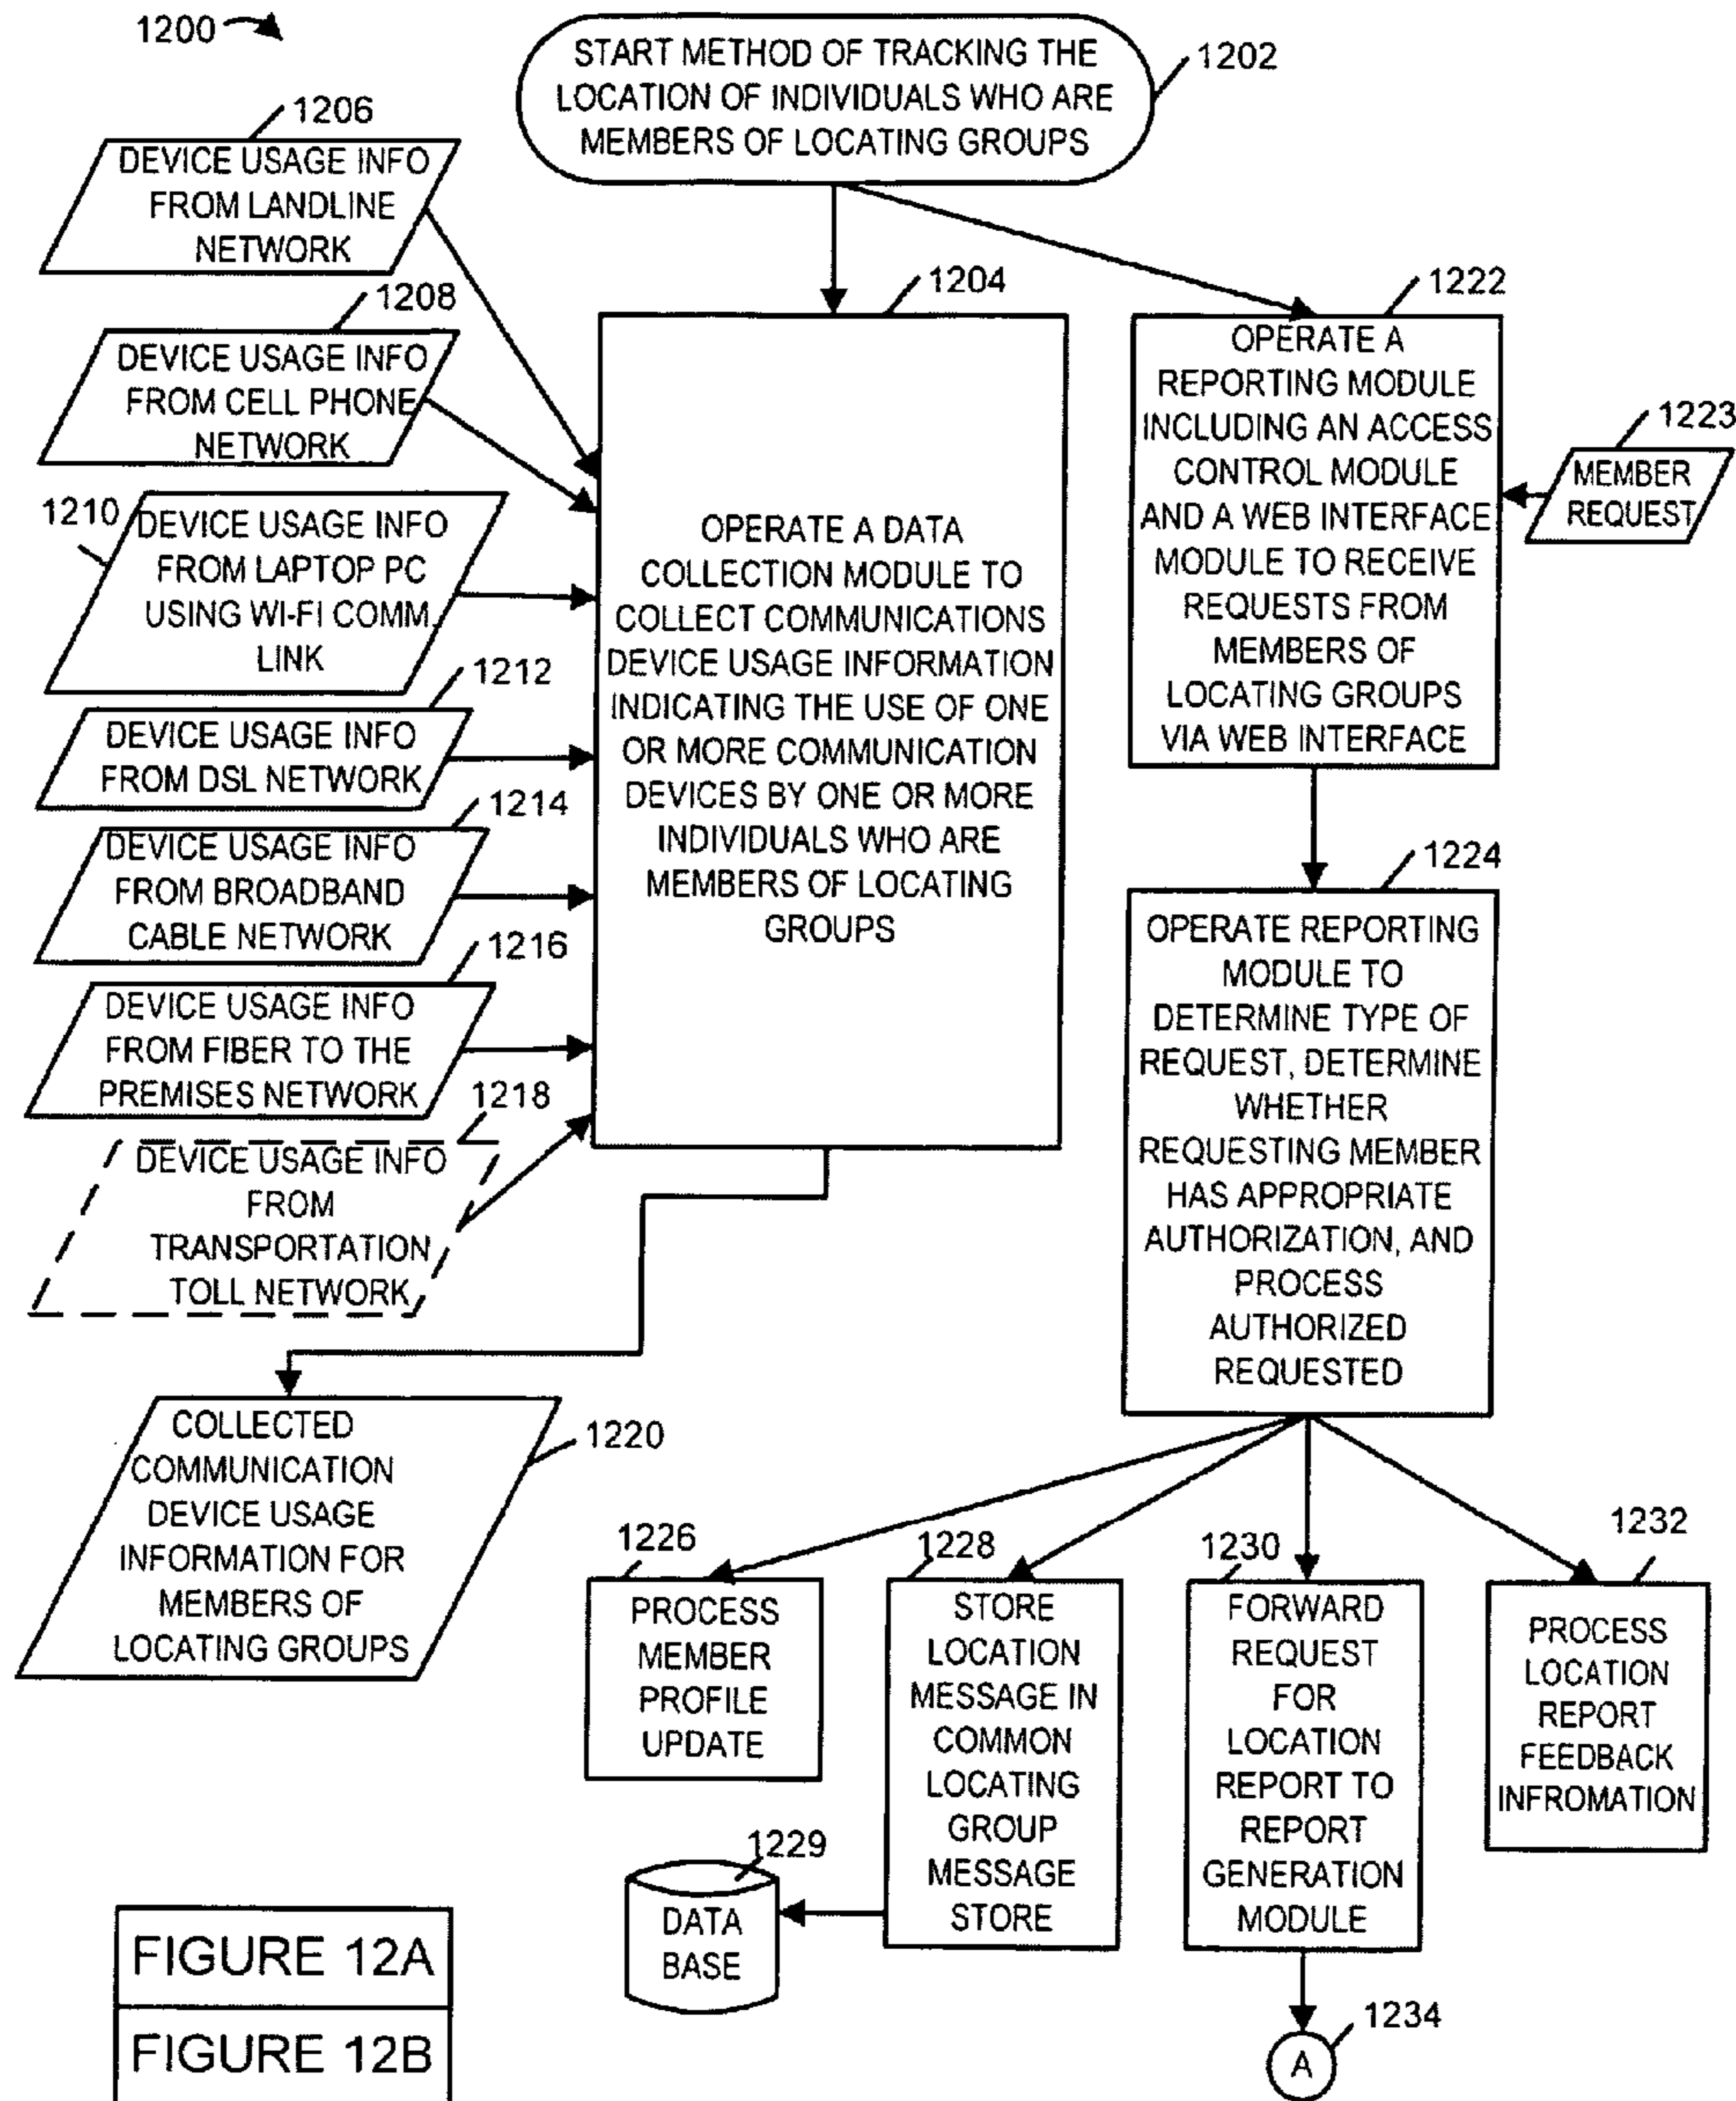 1200
START METHOD OF TRACKING THE
LOCATION OF INDIVIDUALS WHO ARE
MEMBERS OF LOCATING GROUPS
1202
1206
DEVICE USAGE INFO
FROM LANDLINE
NETWORK
1208
DEVICE USAGE INFO
FROM CELL PHONE
NETWORK
1210
DEVICE USAGE INFO
FROM LAPTOP PC
USING WI-FI COMM.
LINK
1212
DEVICE USAGE INFO
FROM DSL NETWORK
1214
DEVICE USAGE INFO
FROM BROADBAND
CABLE NETWORK
1216
DEVICE USAGE INFO
FROM FIBER TO THE
PREMISES NETWORK
1218
DEVICE USAGE INFO
FROM
TRANSPORTATION
TOLL NETWORK
1204
OPERATE A DATA
COLLECTION MODULE TO
COLLECT COMMUNICATIONS
DEVICE USAGE INFORMATION
INDICATING THE USE OF ONE
OR MORE COMMUNICATION
DEVICES BY ONE OR MORE
INDIVIDUALS WHO ARE
MEMBERS OF LOCATING
GROUPS
1222
OPERATE A
REPORTING MODULE
INCLUDING AN ACCESS
CONTROL MODULE
AND A WEB INTERFACE
MODULE TO RECEIVE
REQUESTS FROM
MEMBERS OF
LOCATING GROUPS
VIA WEB INTERFACE
1223
MEMBER
REQUEST
1224
OPERATE REPORTING
MODULE TO
DETERMINE TYPE OF
REQUEST, DETERMINE
WHETHER
REQUESTING MEMBER
HAS APPROPRIATE
AUTHORIZATION, AND
PROCESS
AUTHORIZED
REQUESTED
COLLECTED
COMMUNICATION
DEVICE USAGE
INFORMATION FOR
MEMBERS OF
LOCATING GROUPS
1220
1226
PROCESS
MEMBER
PROFILE
UPDATE
1228
STORE
LOCATION
MESSAGE IN
COMMON
LOCATING
GROUP
MESSAGE
STORE
1229
DATA
BASE
1230
FORWARD
REQUEST
FOR
LOCATION
REPORT TO
REPORT
GENERATION
MODULE
1232
PROCESS
LOCATION
REPORT
FEEDBACK
INFROMATION
1234
A
FIGURE 12A
FIGURE 12B